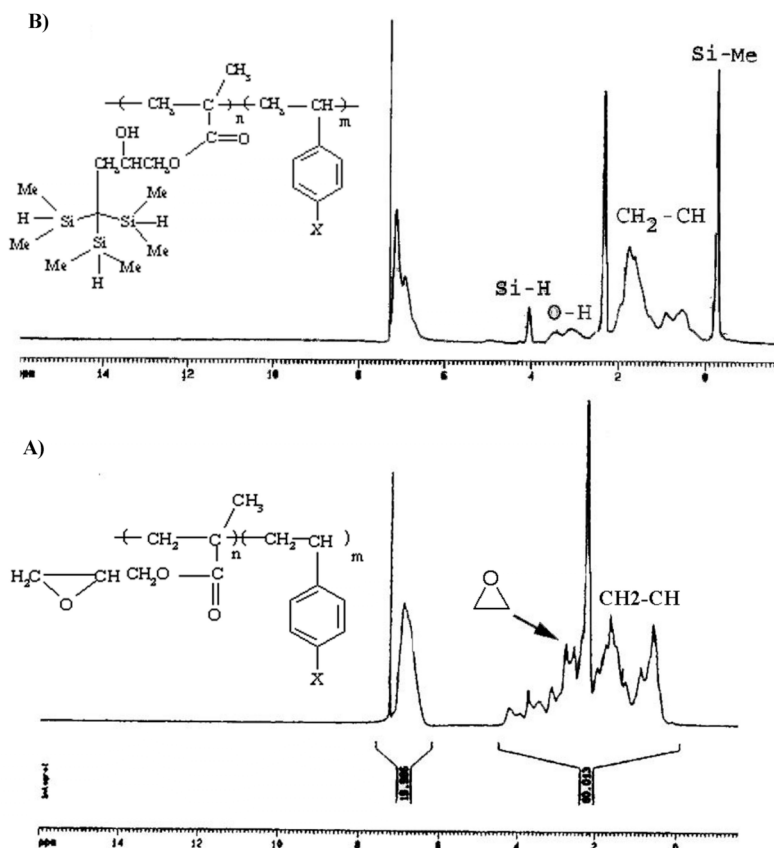 B)
Si-Me
CH₃
CH₂ C CH₂ CH
n m
OH
C=O
CH₂CHCH₂O
Me Me
H Si Si H
Si
Me Me
Me Me
H
X
CH₂-CH
Si-H
O-H
ppm 14 12 10 8 6 4 2 0
A)
CH₃
CH₂ C CH₂ CH
n m
H₂C CH CH₂O C
O O
X
O
CH2-CH
Integral
ppm 14 12 10 8 6 4 2 0